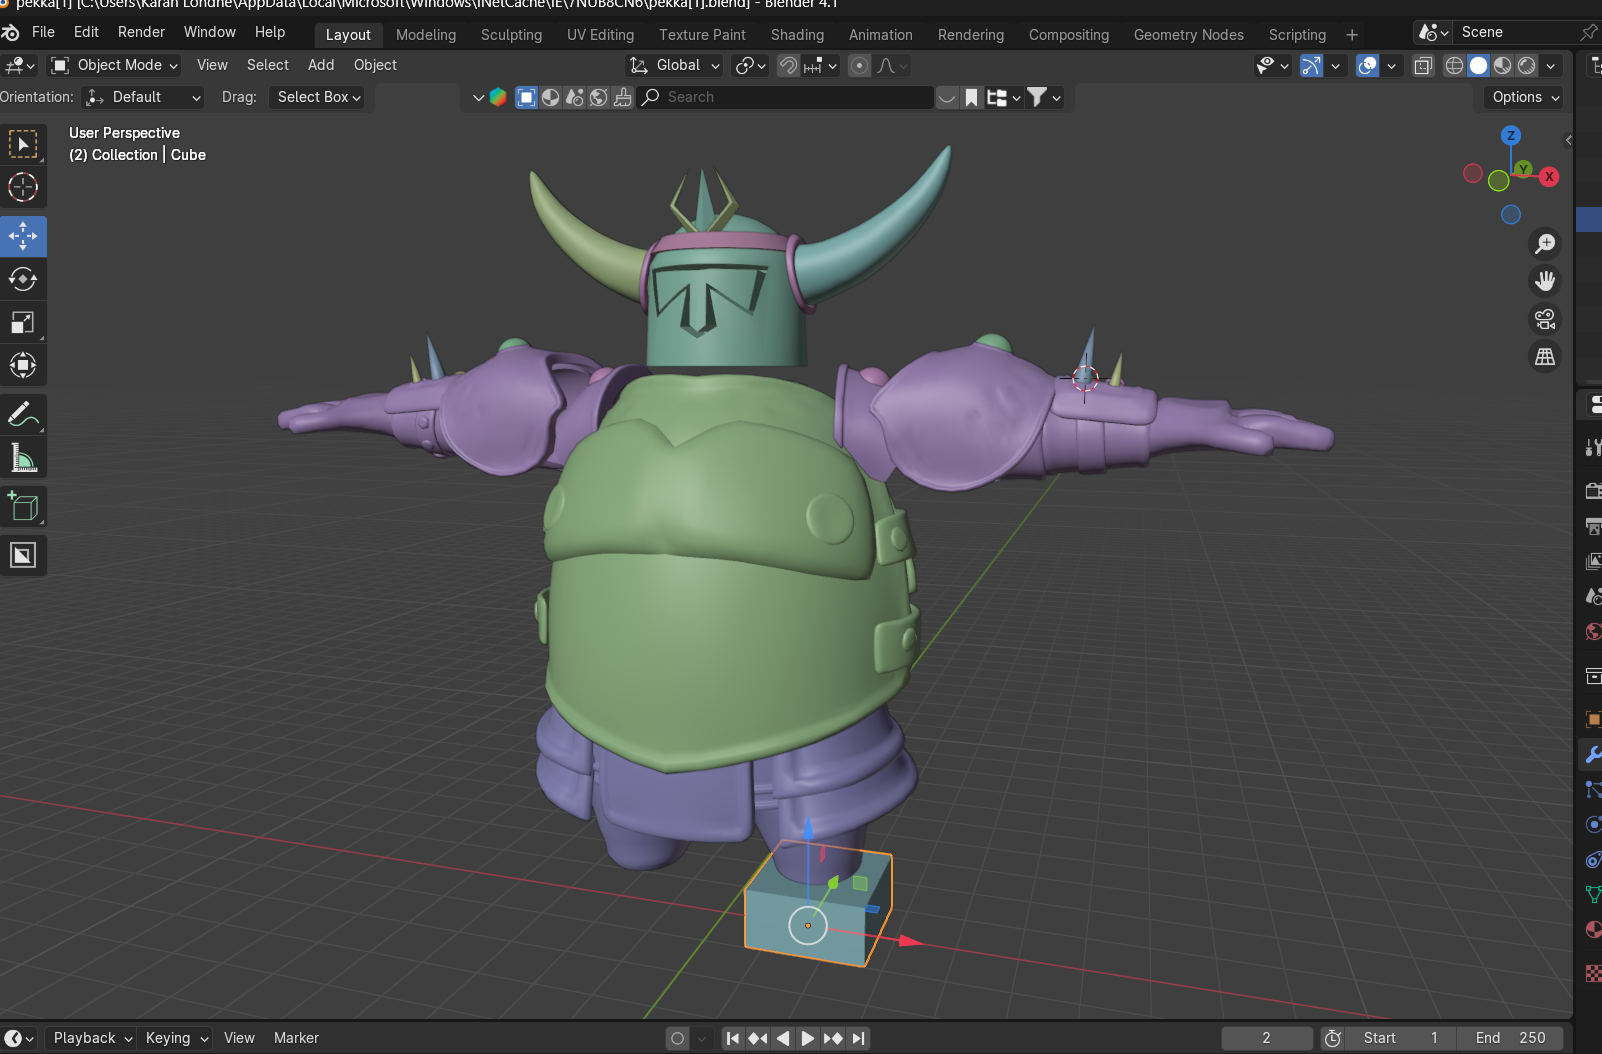 pekka[1] [C:\Users\Karan Londhe\AppData\Local\Microsoft\Windows\INetCache\IE\7NUB8CN6\pekka[1].blend] - Blender 4.1
File Edit Render Window Help Layout Modeling Sculpting UV Editing Texture Paint Shading Animation Rendering Compositing Geometry Nodes Scripting + Scene
Object Mode View Select Add Object Global
Orientation: Default Drag: Select Box Search Options
User Perspective
(2) Collection | Cube
Z
Y
X
Playback Keying View Marker 2 Start 1 End 250